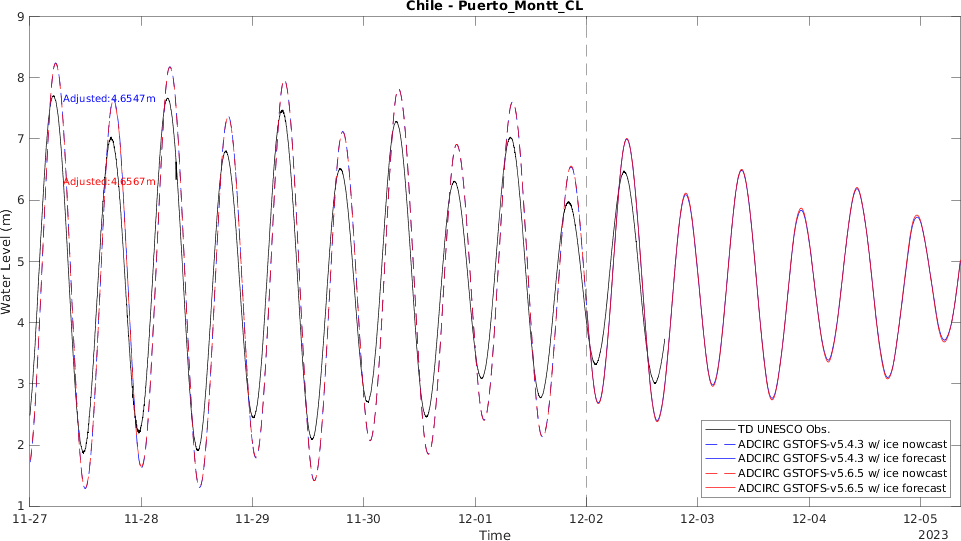 Chile - Puerto_Montt_CL
9
8
7
6
5
4
3
2
1
Water Level (m)
Adjusted:4.6547m
Adjusted:4.6567m
TD UNESCO Obs.
ADCIRC GSTOFS-v5.4.3 w/ ice nowcast
ADCIRC GSTOFS-v5.4.3 w/ ice forecast
ADCIRC GSTOFS-v5.6.5 w/ ice nowcast
ADCIRC GSTOFS-v5.6.5 w/ ice forecast
11-27 11-28 11-29 11-30 12-01 12-02 12-03 12-04 12-05
Time
2023